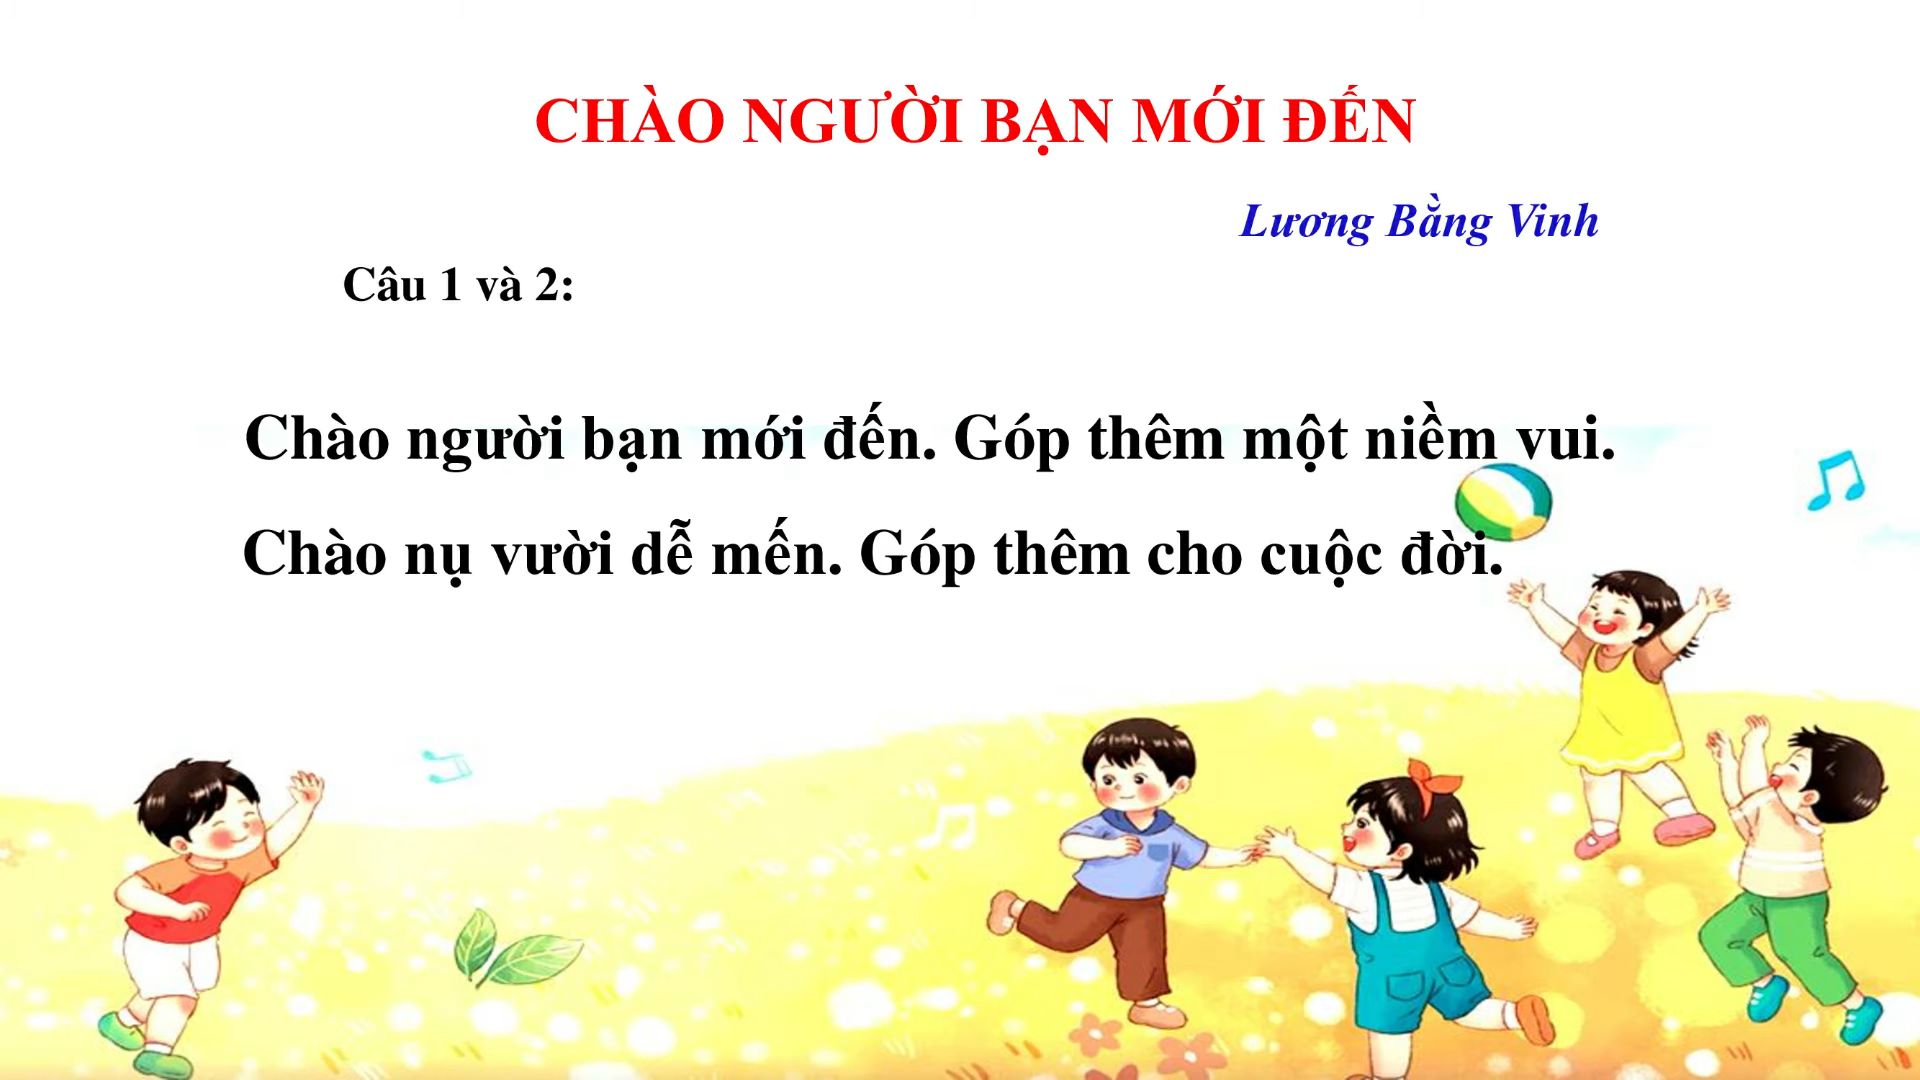 CHÀO NGƯỜI BẠN MỚI ĐẾN
Lương Bằng Vinh
Câu 1 và 2:
Chào người bạn mới đến. Góp thêm một niềm vui.
Chào nụ vười dễ mến. Góp thêm cho cuộc đời.